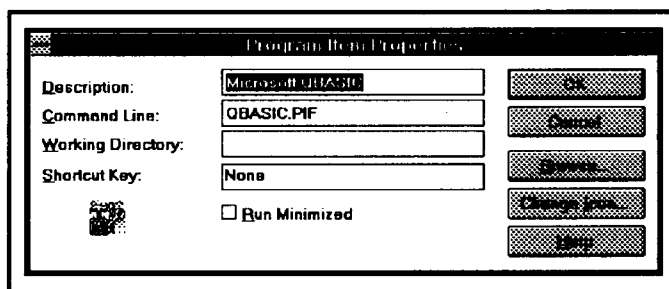 Program Item Properties
Description: Microsoft QBASIC
Command Line: QBASIC.PIF
Working Directory:
Shortcut Key: None
Run Minimized
OK
Cancel
Browse...
Change Icon...
Help